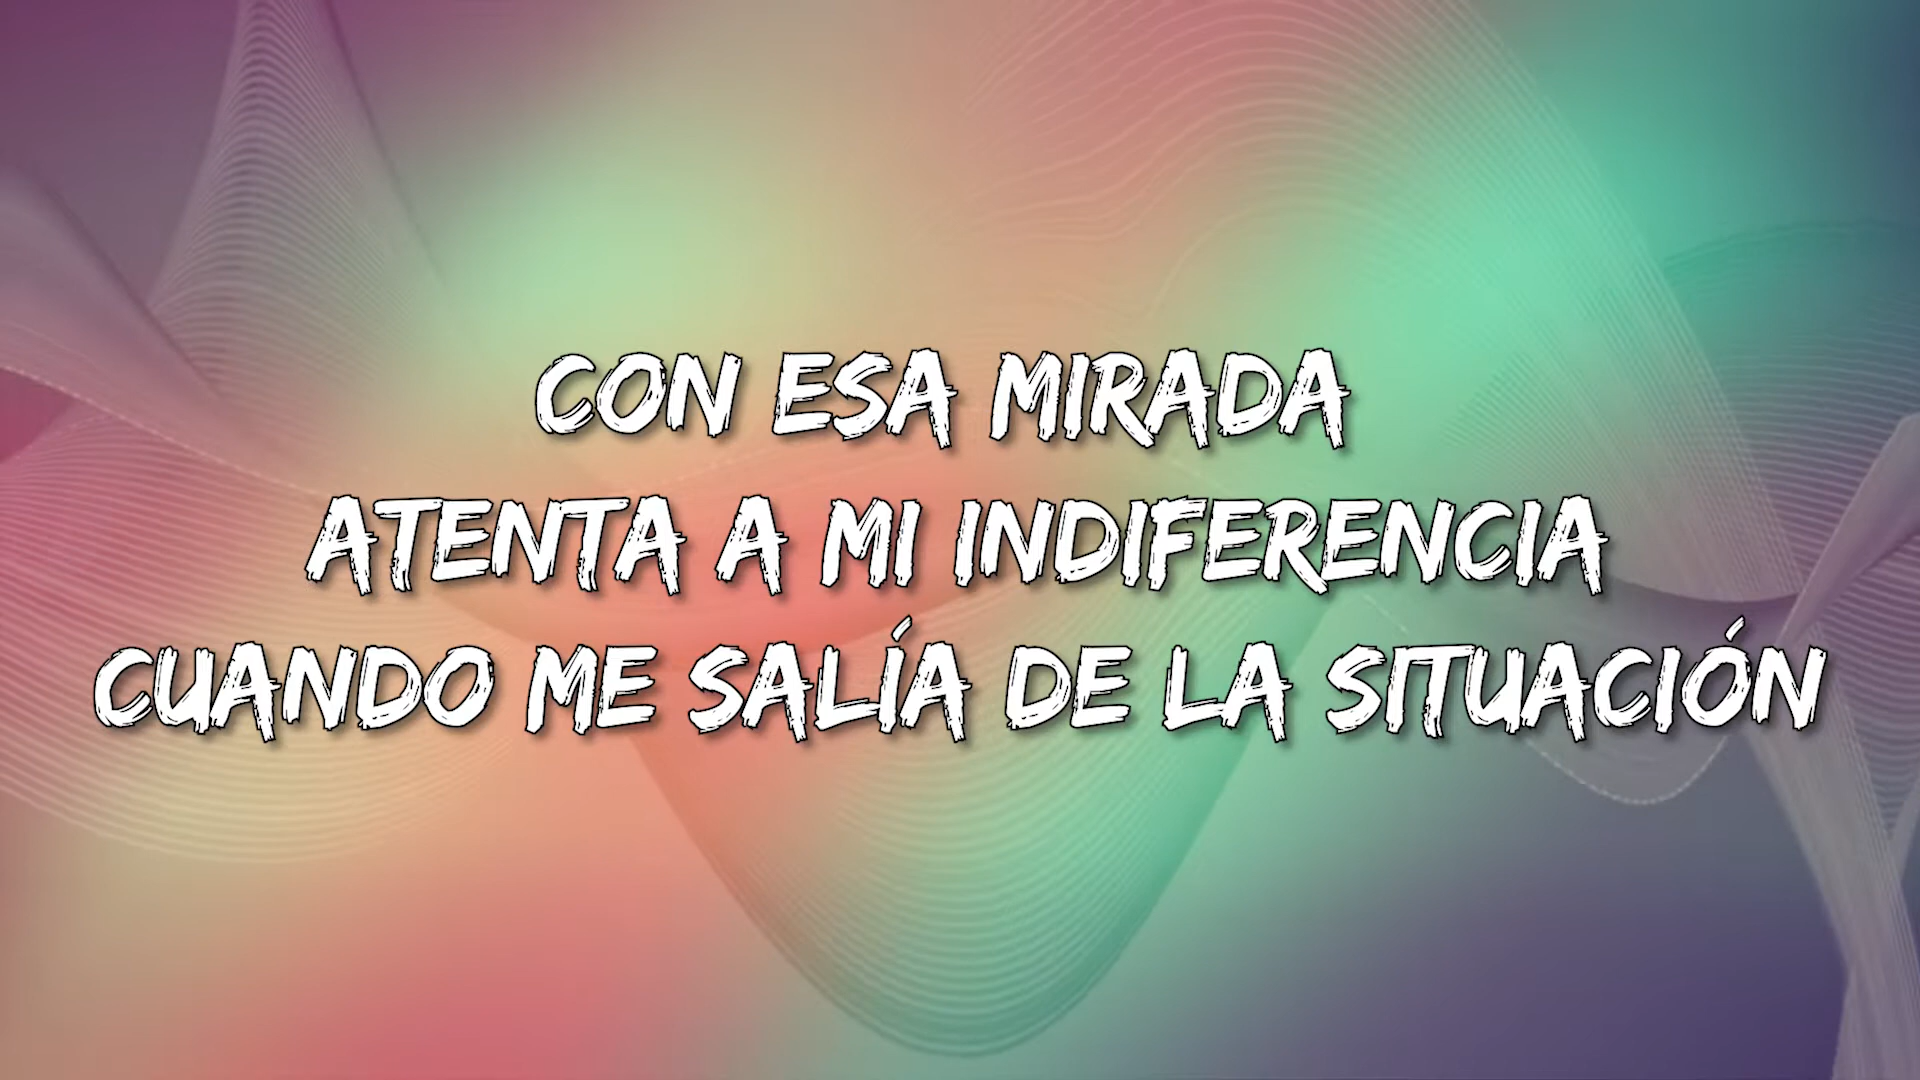 CON ESA MIRADA
ATENTA A MI INDIFERENCIA
CUANDO ME SALÍA DE LA SITUACIÓN